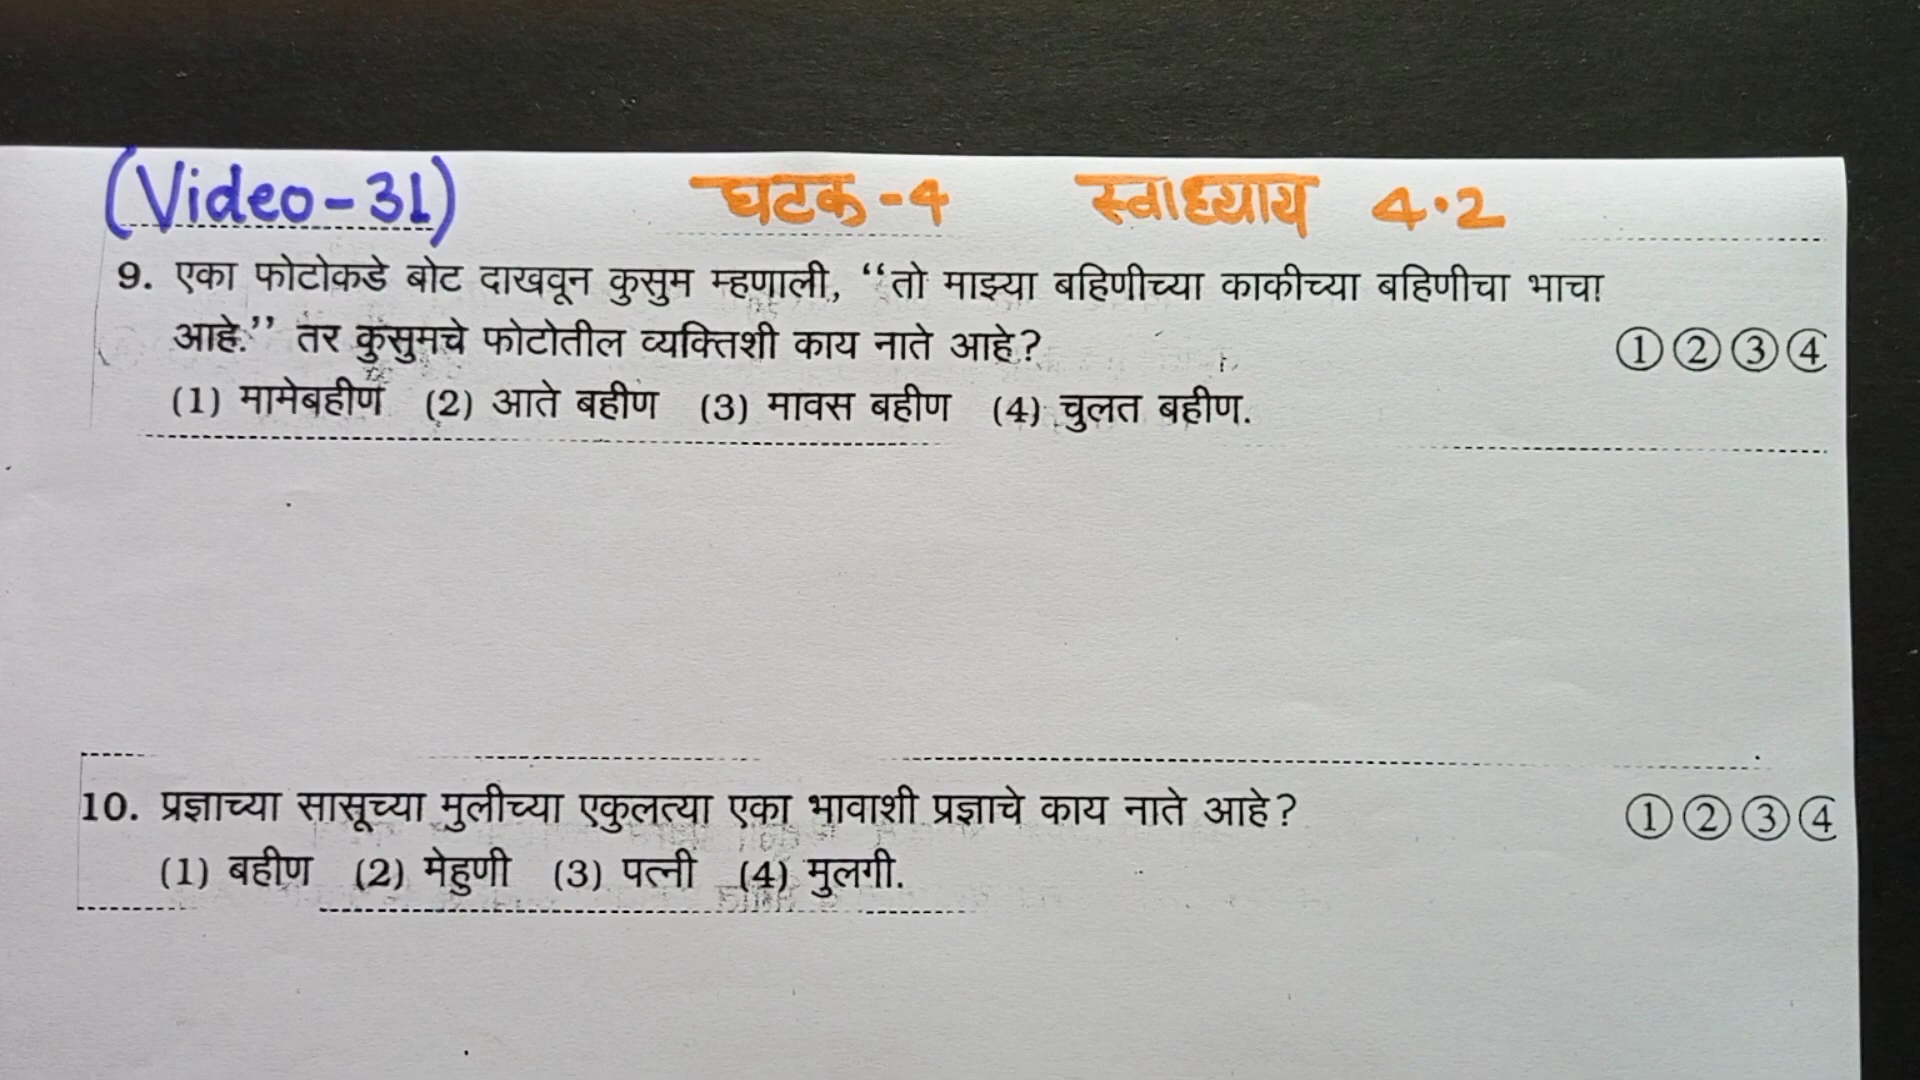 (Video-31) घटक-4 स्वाध्याय 4.2
9. एका फोटोकडे बोट दाखवून कुसुम म्हणाली, “तो माझ्या बहिणीच्या काकीच्या बहिणीचा भाचा
आहे.” तर कुसुमचे फोटोतील व्यक्तिशी काय नाते आहे? ① ② ③ ④
(1) मामेबहीण (2) आते बहीण (3) मावस बहीण (4) चुलत बहीण.
10. प्रज्ञाच्या सासूच्या मुलीच्या एकुलत्या एका भावाशी प्रज्ञाचे काय नाते आहे? ① ② ③ ④
(1) बहीण (2) मेहुणी (3) पत्नी (4) मुलगी.